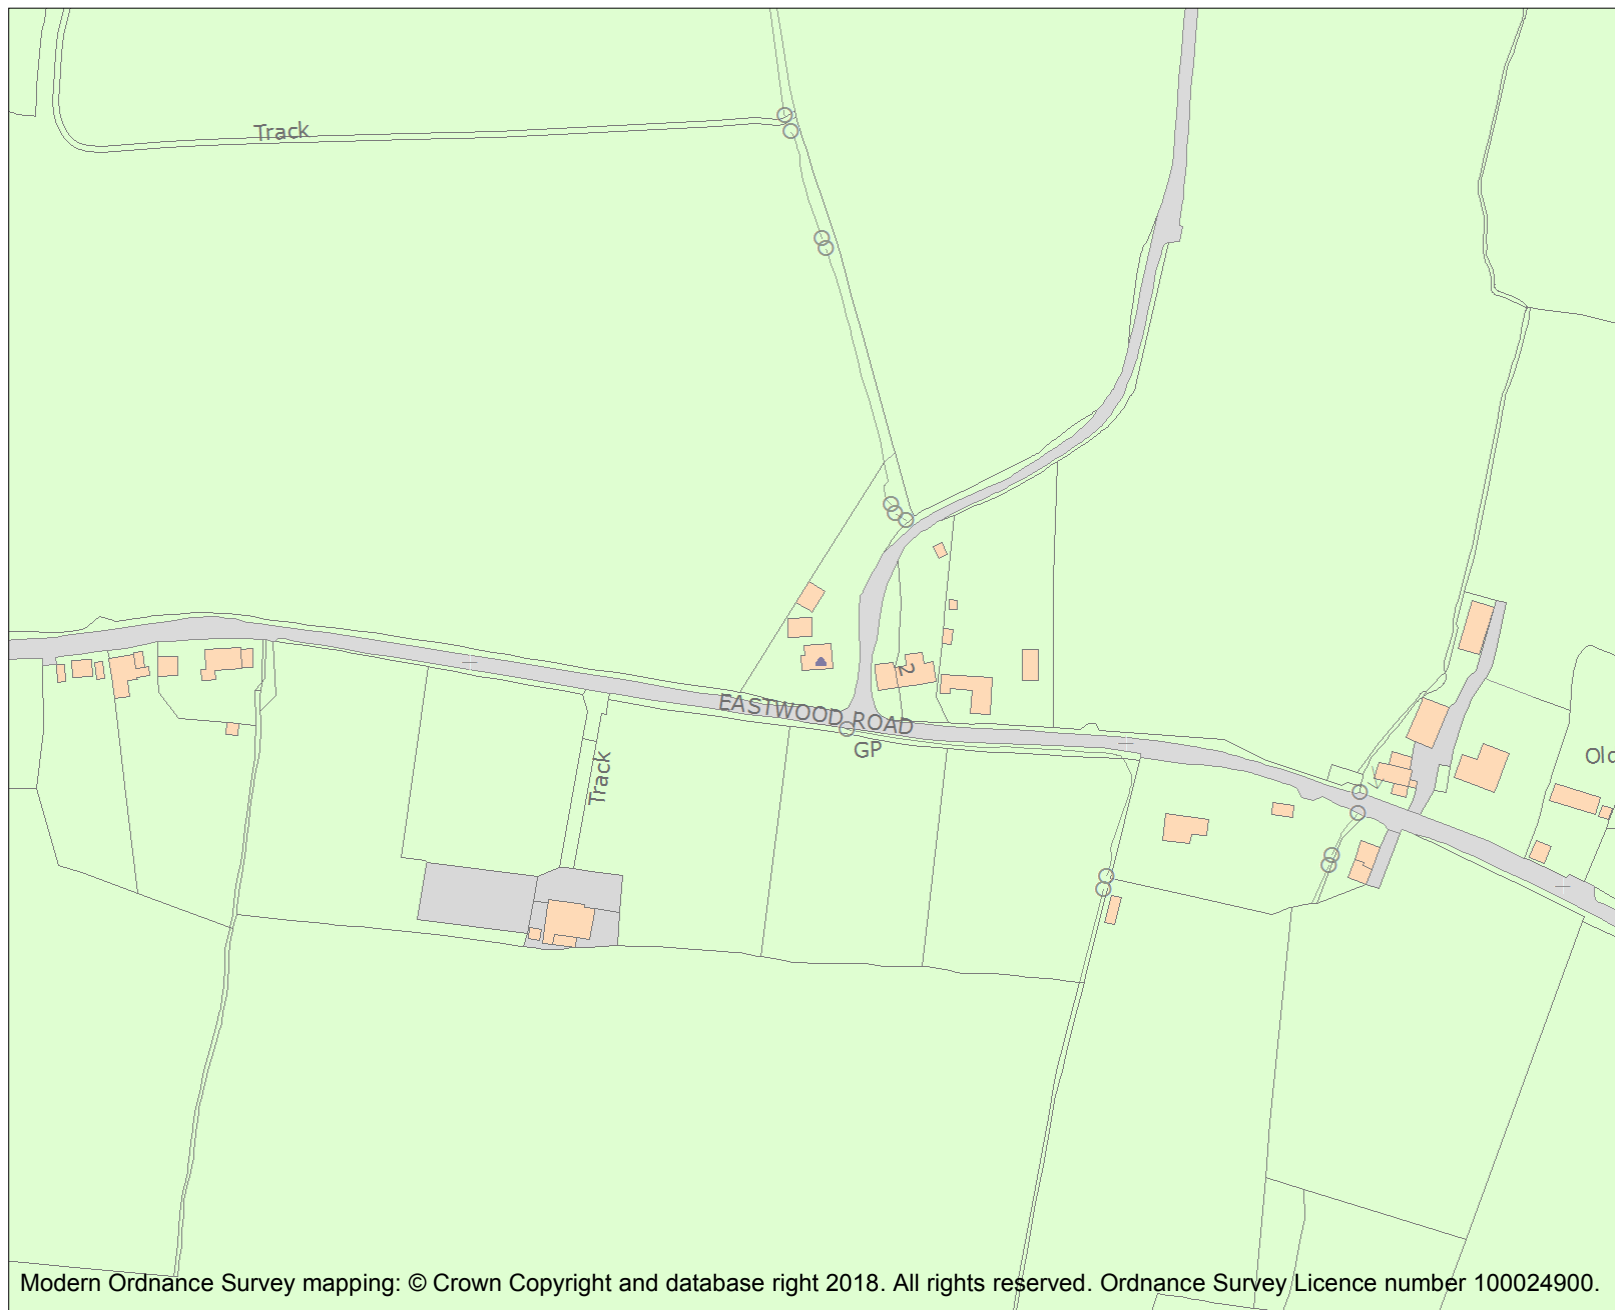 Track
2
EASTWOOD ROAD
GP
Track
Old
Modern Ordnance Survey mapping: © Crown Copyright and database right 2018. All rights reserved. Ordnance Survey Licence number 100024900.